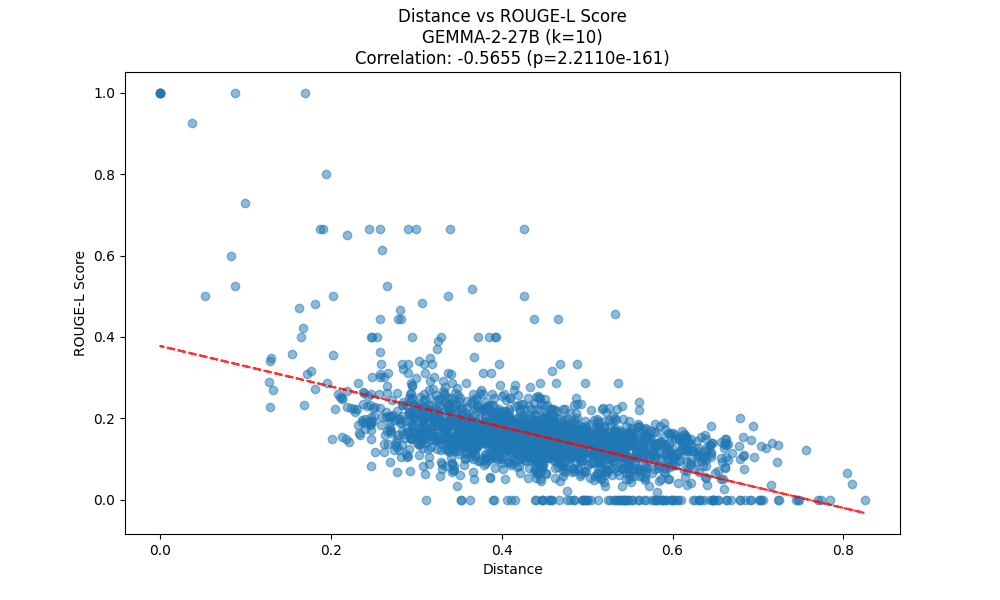 Distance vs ROUGE-L Score
GEMMA-2-27B (k=10)
Correlation: -0.5655 (p=2.2110e-161)
1.0
0.8
0.6
0.4
0.2
0.0
ROUGE-L Score
0.0 0.2 0.4 0.6 0.8
Distance